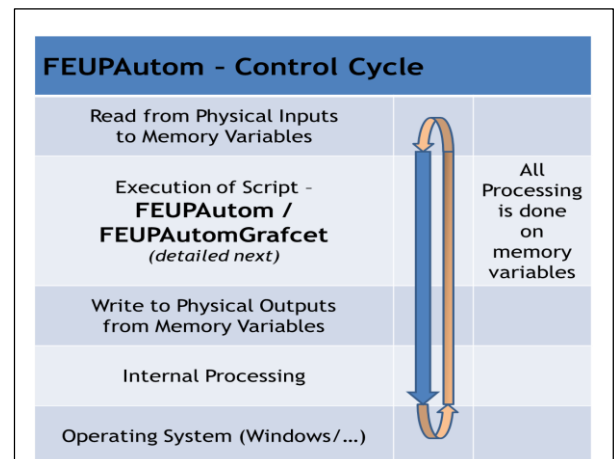 FEUPAutom - Control Cycle
Read from Physical Inputs
to Memory Variables
Execution of Script -
FEUPAutom /
FEUPAutomGrafcet
(detailed next)
All
Processing
is done
on
memory
variables
Write to Physical Outputs
from Memory Variables
Internal Processing
Operating System (Windows/...)